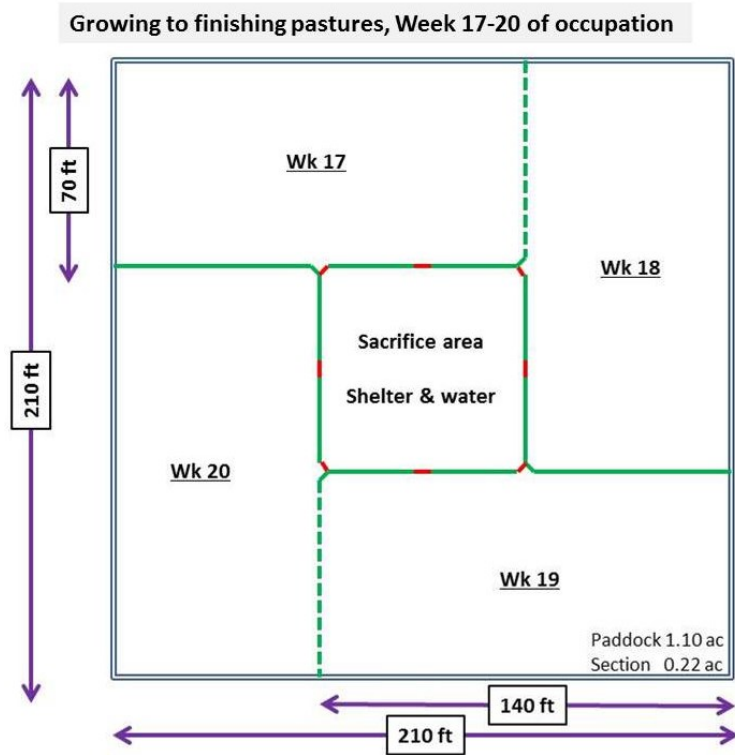 Growing to finishing pastures, Week 17-20 of occupation
70 ft
210 ft
Wk 17
Wk 18
Sacrifice area
Shelter & water
Wk 20
Wk 19
Paddock 1.10 ac
Section 0.22 ac
140 ft
210 ft